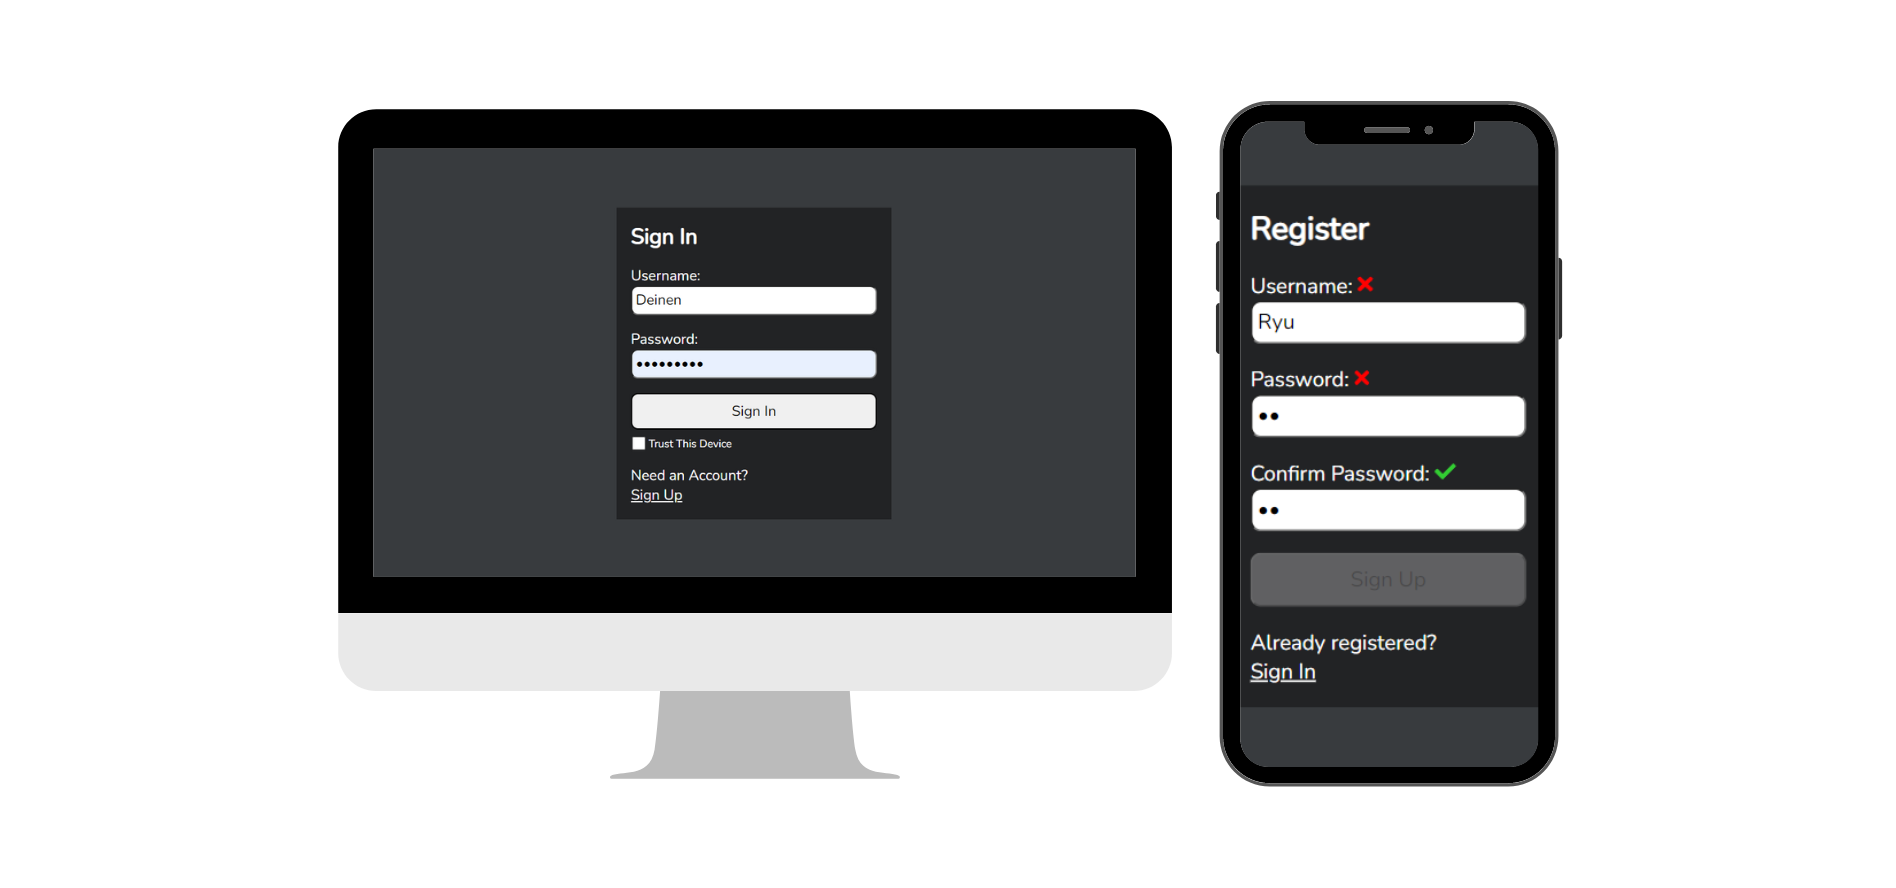 Sign In
Username:
Deinen
Password:
•••••••••
Sign In
Trust This Device
Need an Account?
Sign Up
Register
Username:
Ryu
Password:
••
Confirm Password:
••
Sign Up
Already registered?
Sign In